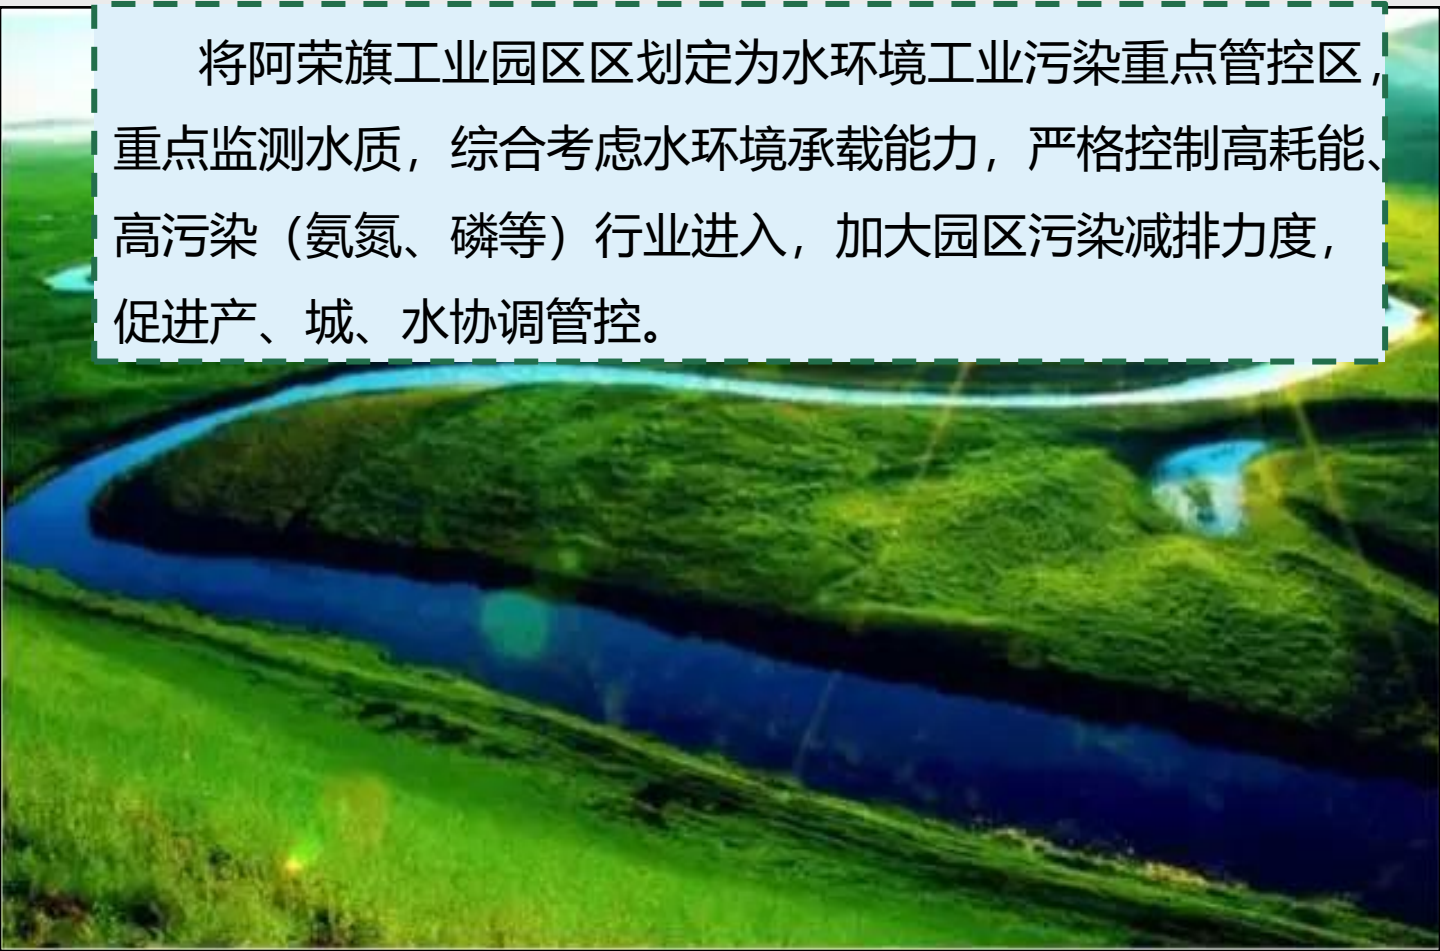 将阿荣旗工业园区区划定为水环境工业污染重点管控区，
重点监测水质，综合考虑水环境承载能力，严格控制高耗能、
高污染（氨氮、磷等）行业进入，加大园区污染减排力度，
促进产、城、水协调管控。